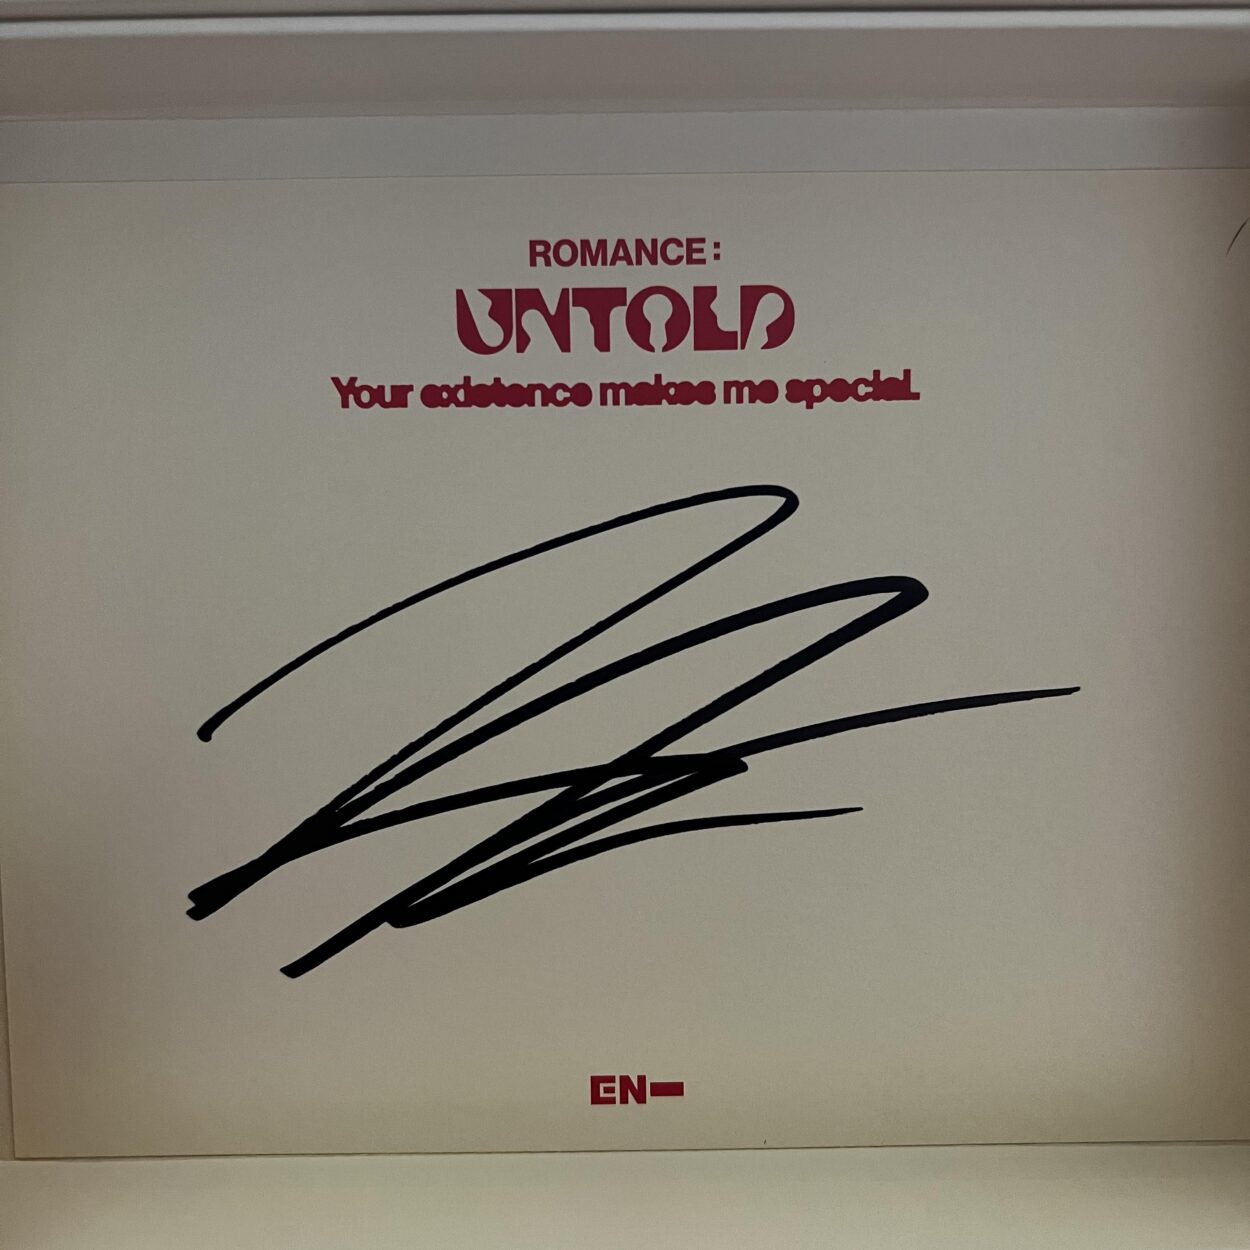 ROMANCE:
UNTOLD
Your existence makes me special.
EN-